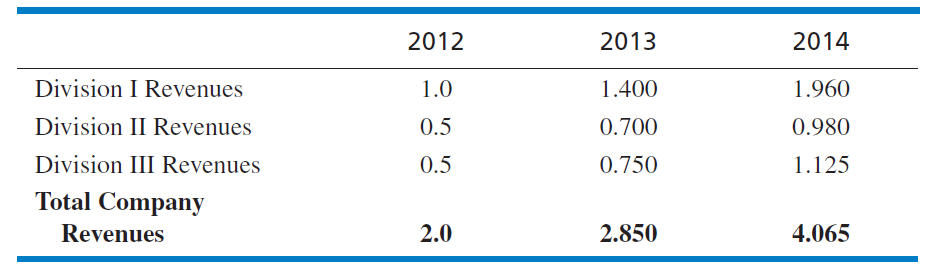 2012 2013 2014
Division I Revenues 1.0 1.400 1.960
Division II Revenues 0.5 0.700 0.980
Division III Revenues 0.5 0.750 1.125
Total Company
Revenues 2.0 2.850 4.065